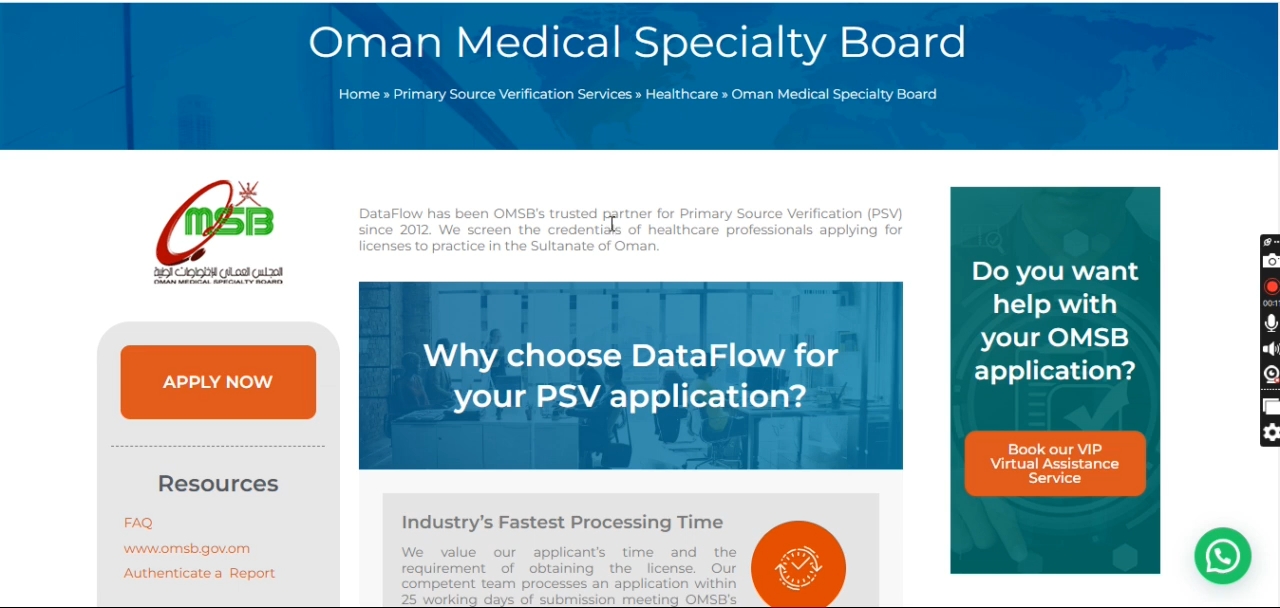 Oman Medical Specialty Board
Home » Primary Source Verification Services » Healthcare » Oman Medical Specialty Board
OMSB
المجلس العماني للاختصاصات الطبية
OMAN MEDICAL SPECIALTY BOARD
APPLY NOW
Resources
FAQ
www.omsb.gov.om
Authenticate a Report
DataFlow has been OMSB's trusted partner for Primary Source Verification (PSV)
since 2012. We screen the credentials of healthcare professionals applying for
licenses to practice in the Sultanate of Oman.
Why choose DataFlow for
your PSV application?
Industry's Fastest Processing Time
We value our applicant's time and the
requirement of obtaining the license. Our
competent team processes an application within
25 working days of submission meeting OMSB's
Do you want
help with
your OMSB
application?
Book our VIP
Virtual Assistance
Service